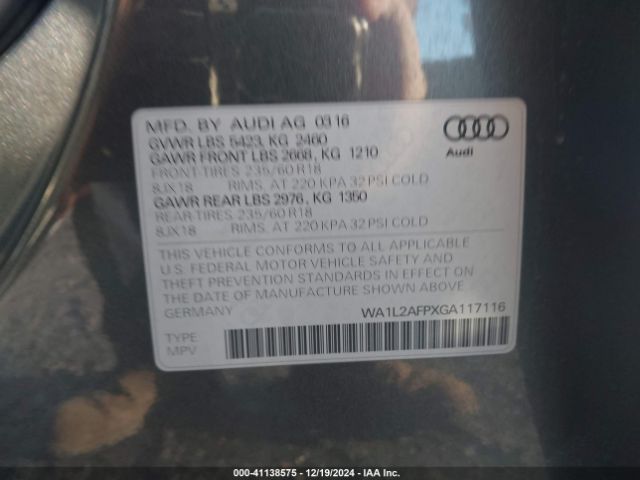 MFD. BY AUDI AG 03 16
GVWR LBS 5423, KG 2460
GAWR FRONT LBS 2668, KG 1210
FRONT TIRES 235/60 R18
8JX18 RIMS, AT 220 KPA 32 PSI COLD
GAWR REAR LBS 2976, KG 1350
REAR TIRES 235/60 R18
8JX18 RIMS, AT 220 KPA 32 PSI COLD
Audi
THIS VEHICLE CONFORMS TO ALL APPLICABLE
U.S. FEDERAL MOTOR VEHICLE SAFETY AND
THEFT PREVENTION STANDARDS IN EFFECT ON
THE DATE OF MANUFACTURE SHOWN ABOVE.
GERMANY WA1L2AFPXGA117116
TYPE
MPV
000-41138575 — 12/19/2024 — IAA Inc.